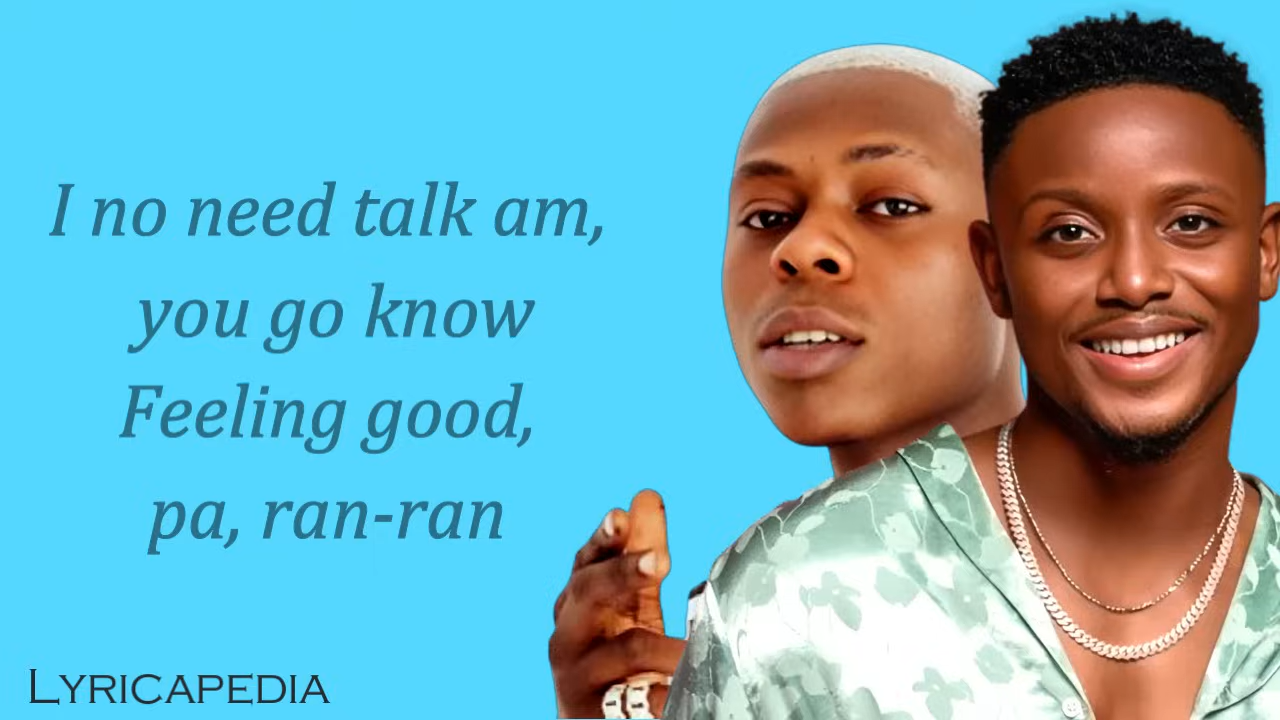 I no need talk am,
you go know
Feeling good,
pa, ran-ran
LYRICAPEDIA